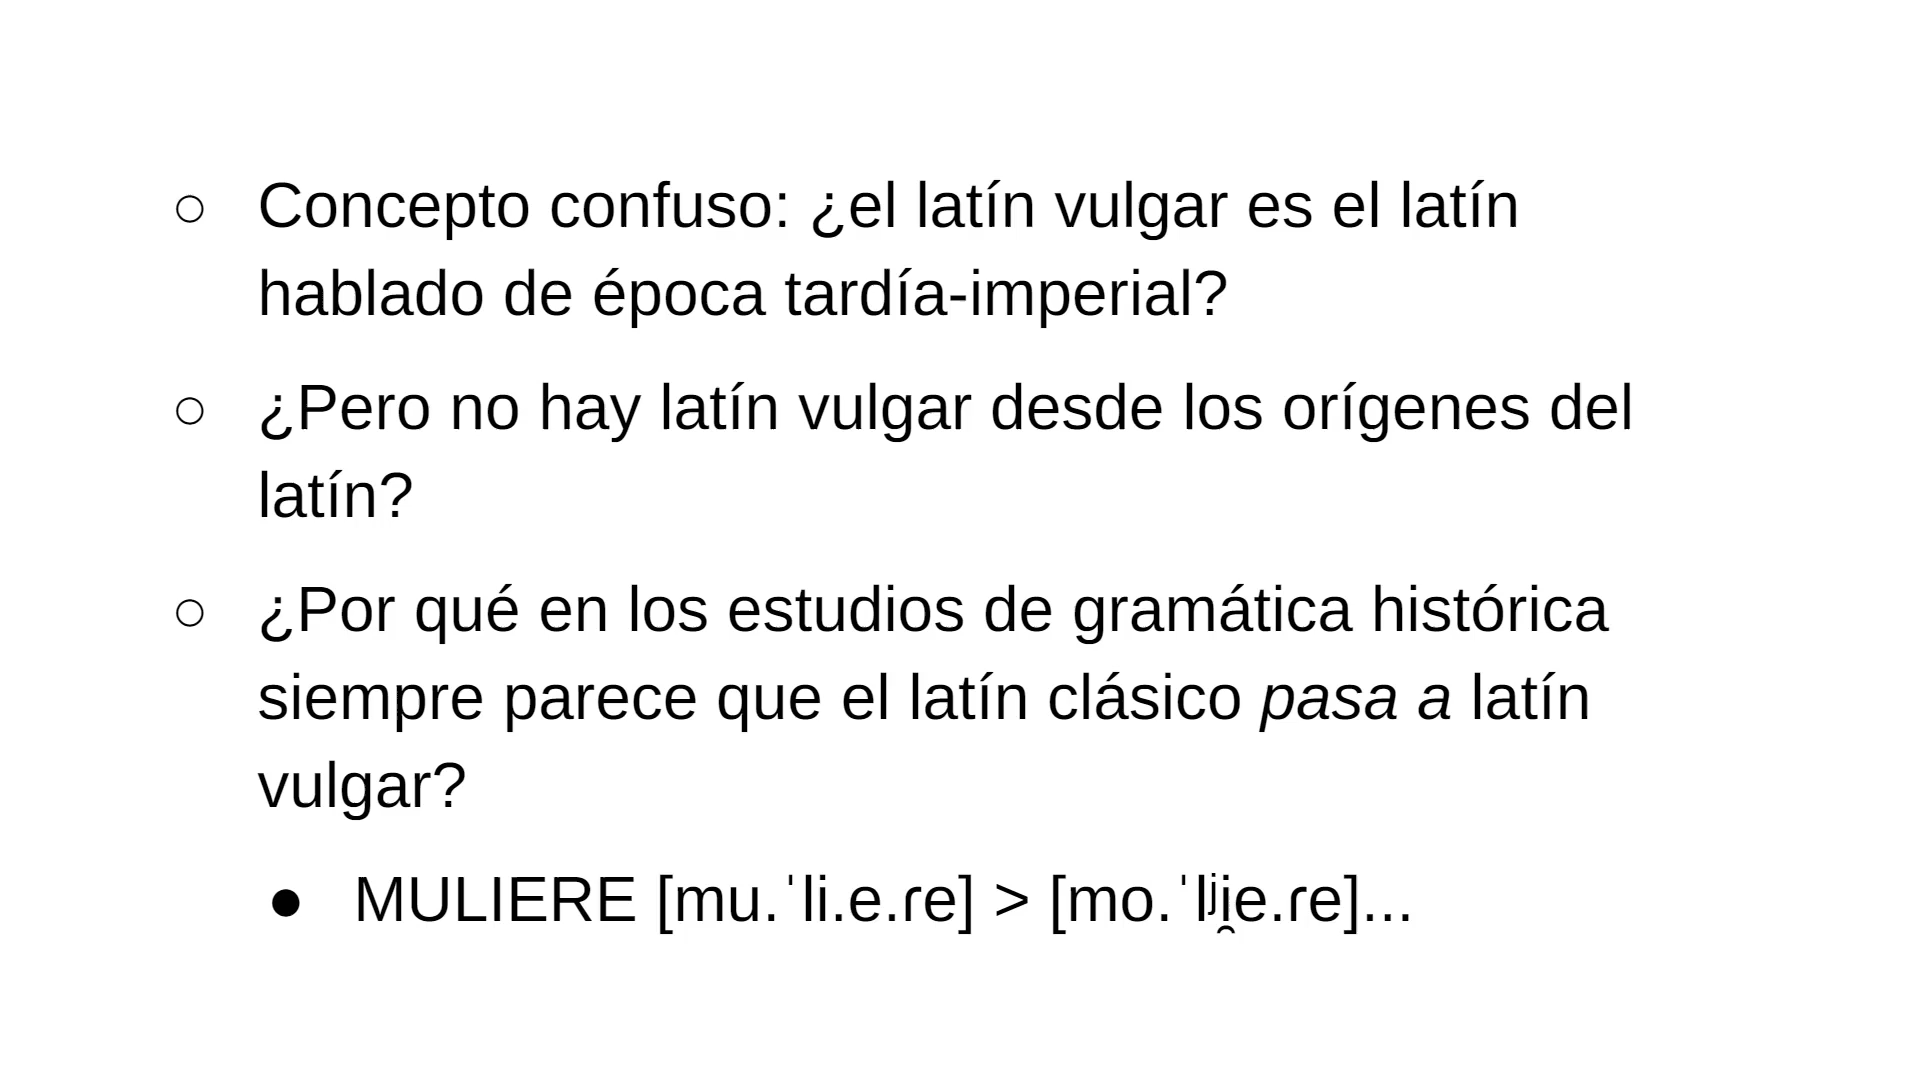 ○ Concepto confuso: ¿el latín vulgar es el latín
hablado de época tardía-imperial?
○ ¿Pero no hay latín vulgar desde los orígenes del
latín?
○ ¿Por qué en los estudios de gramática histórica
siempre parece que el latín clásico pasa a latín
vulgar?
● MULIERE [mu.ˈli.e.ɾe] > [mo.ˈlʲi̯e.ɾe]...